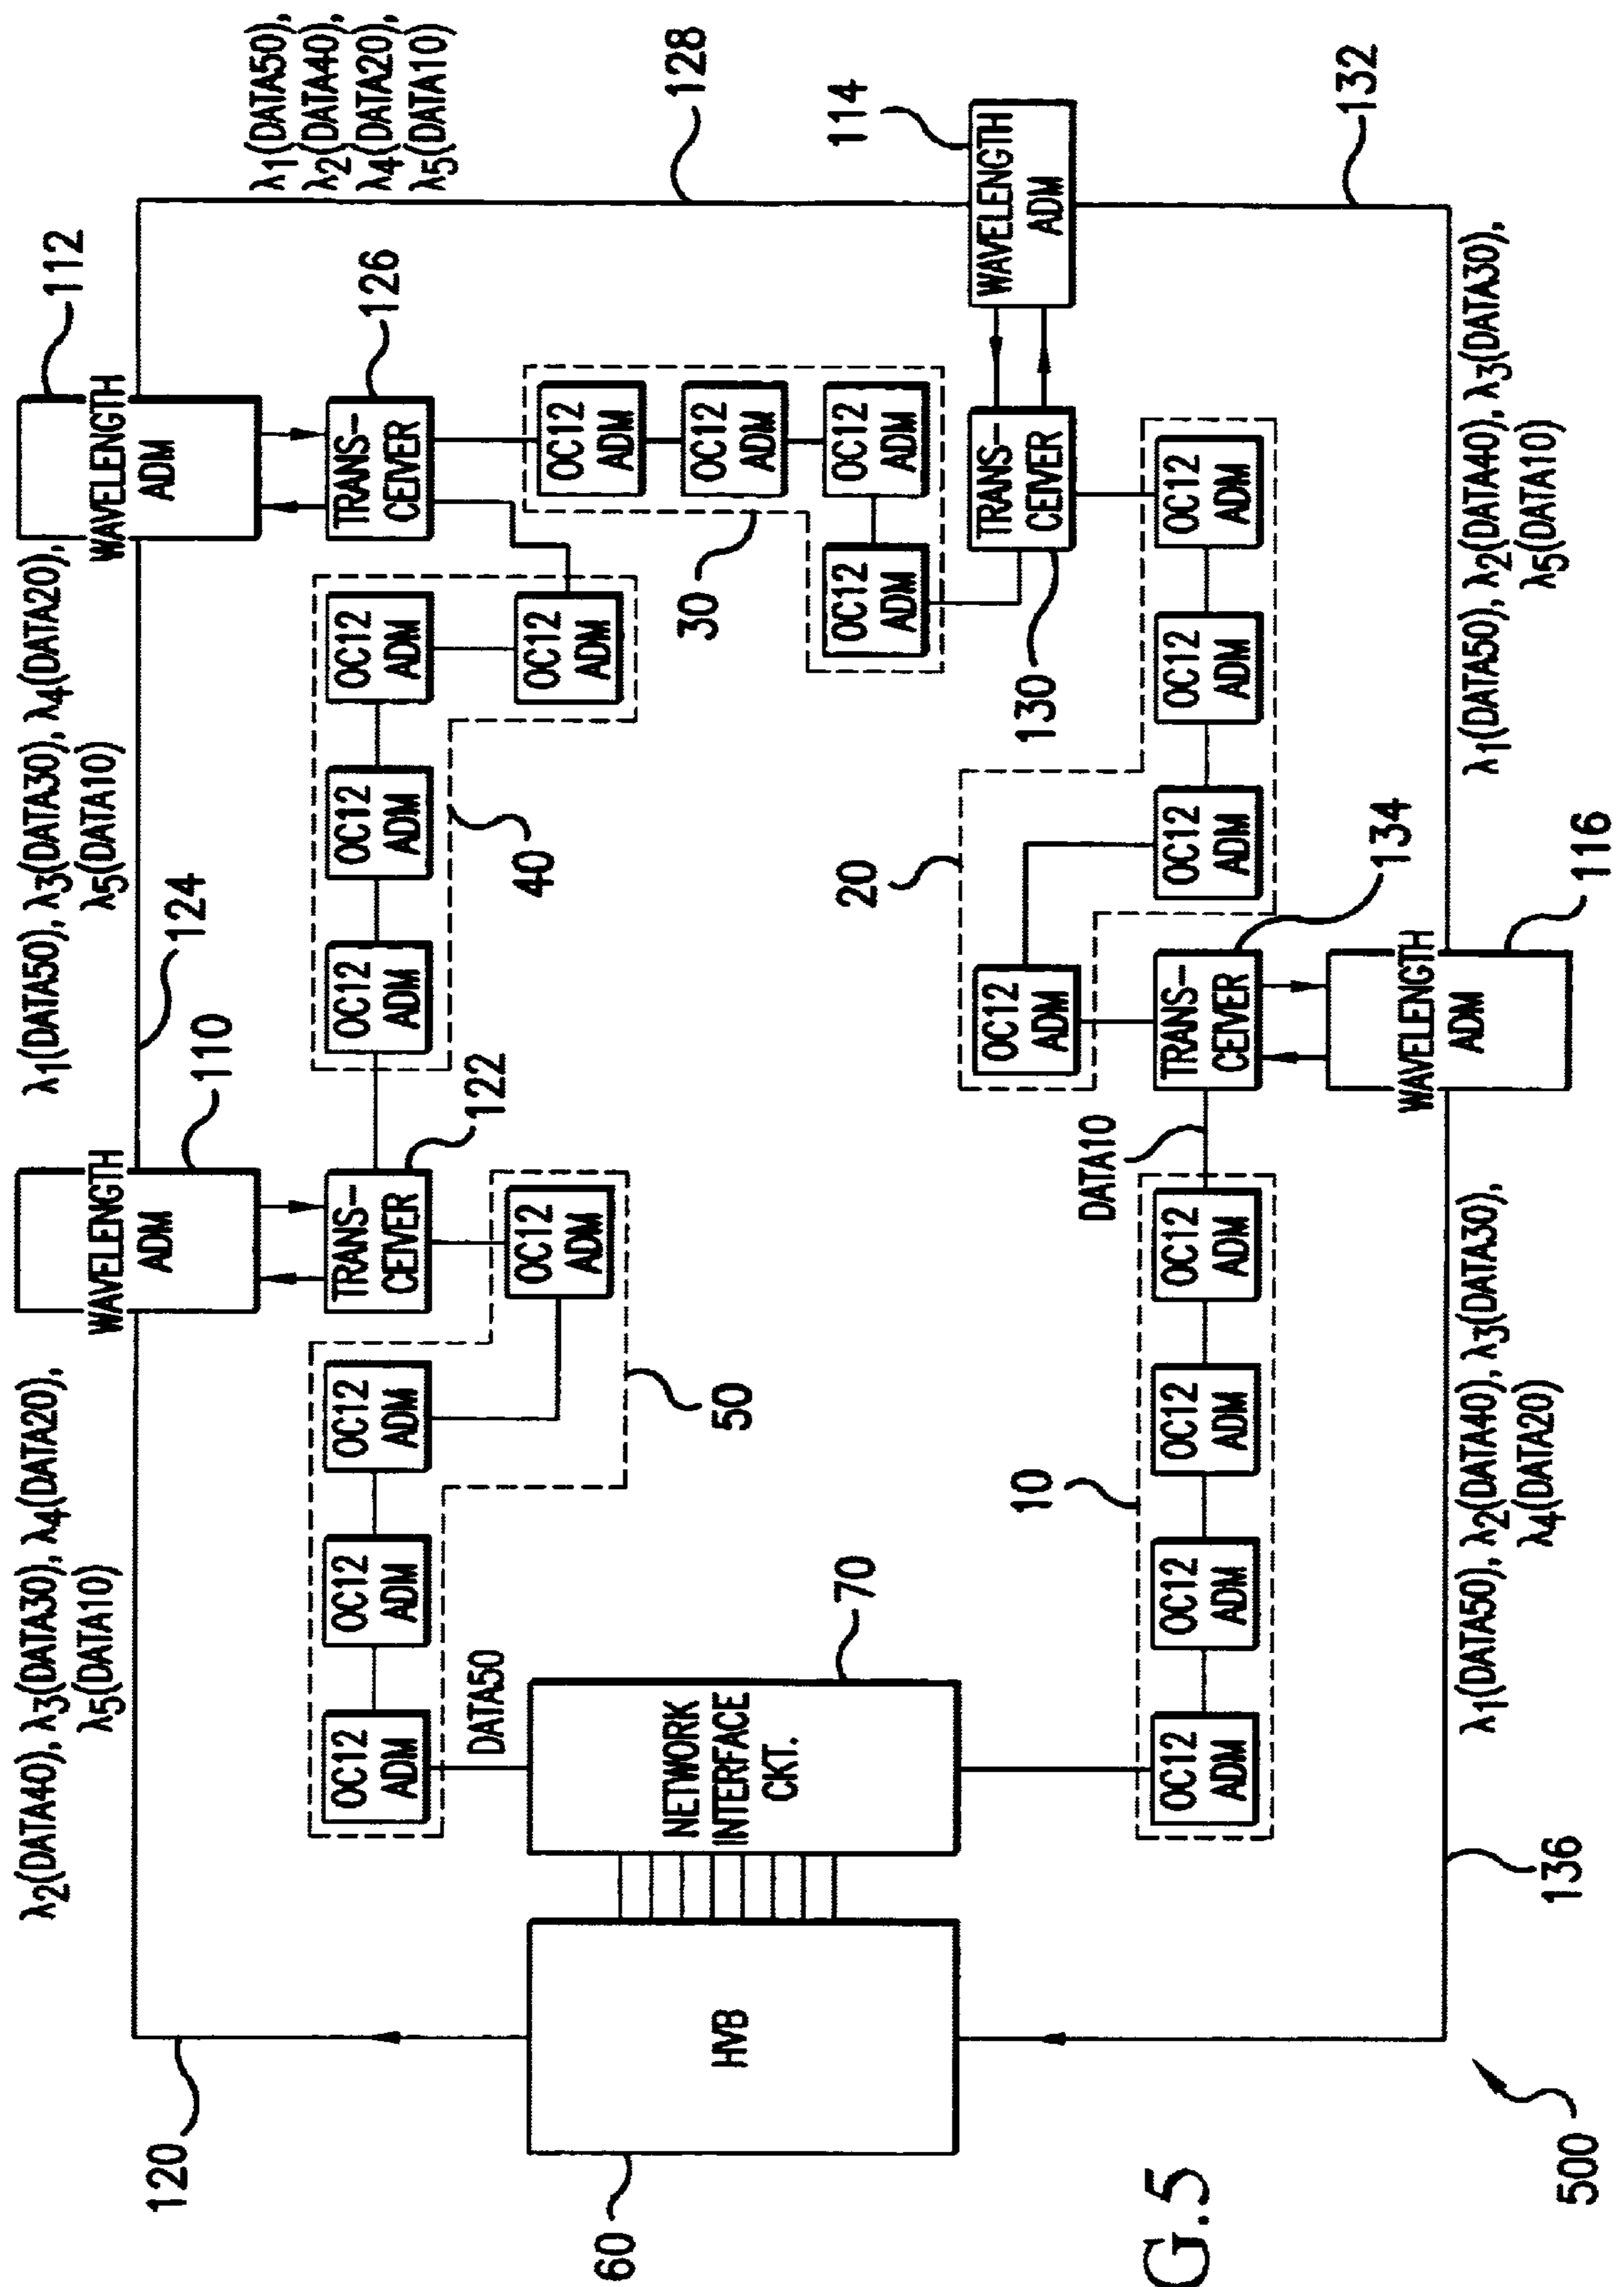 λ2(DATA40), λ3(DATA30), λ4(DATA20),
λ5(DATA10)
λ1(DATA50), λ3(DATA30), λ4(DATA20),
λ5(DATA10)
λ1(DATA50),
λ2(DATA40),
λ4(DATA20),
λ5(DATA10)
120
WAVELENGTH
ADM
110
124
WAVELENGTH
ADM
112
128
TRANS-
CEIVER
122
TRANS-
CEIVER
126
OC12
ADM
OC12
ADM
OC12
ADM
OC12
ADM
50
DATA50
OC12
ADM
OC12
ADM
OC12
ADM
OC12
ADM
40
OC12
ADM
OC12
ADM
OC12
ADM
OC12
ADM
30
WAVELENGTH
ADM
114
TRANS-
CEIVER
130
HVB
60
NETWORK
INTERFACE
CKT.
70
OC12
ADM
OC12
ADM
OC12
ADM
OC12
ADM
10
DATA10
TRANS-
CEIVER
134
OC12
ADM
OC12
ADM
OC12
ADM
OC12
ADM
20
WAVELENGTH
ADM
116
132
136
λ1(DATA50), λ2(DATA40), λ3(DATA30),
λ4(DATA20)
λ1(DATA50), λ2(DATA40), λ3(DATA30),
λ5(DATA10)
500
G.5